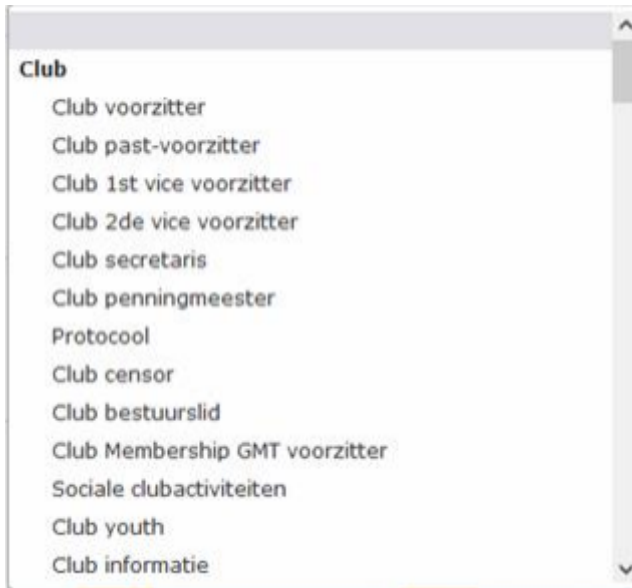 Club
Club voorzitter
Club past-voorzitter
Club 1st vice voorzitter
Club 2de vice voorzitter
Club secretaris
Club penningmeester
Protocool
Club censor
Club bestuurslid
Club Membership GMT voorzitter
Sociale clubactiviteiten
Club youth
Club informatie